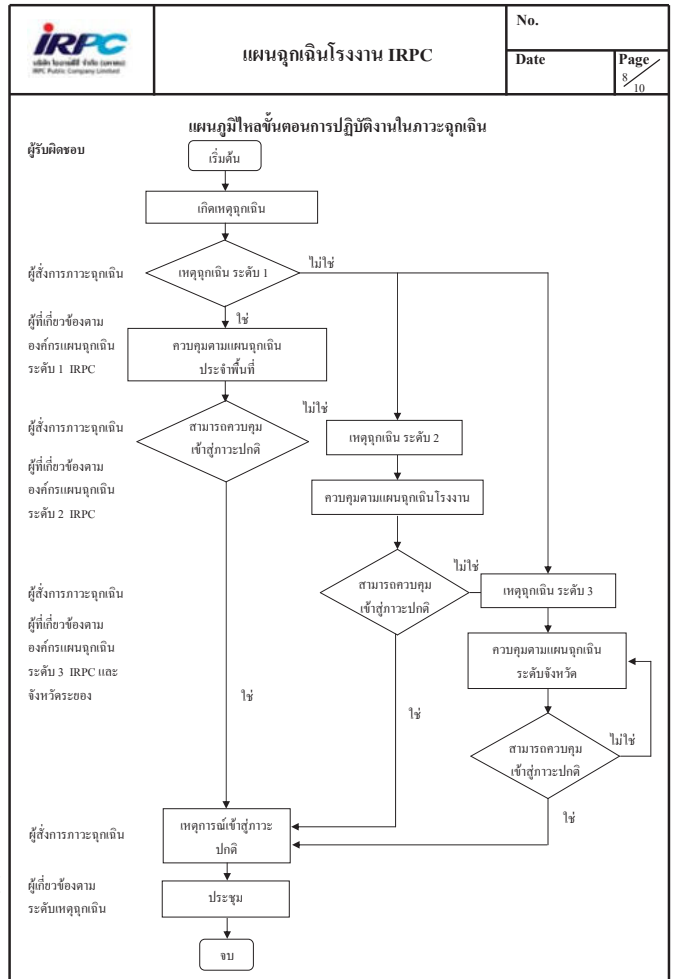 IRPC
บริษัท ไออาร์พีซี จำกัด (มหาชน)
IRPC Public Company Limited
แผนฉุกเฉินโรงงาน IRPC
No.
Date
Page
8/10
แผนภูมิไหลขั้นตอนการปฏิบัติงานในภาวะฉุกเฉิน
ผู้รับผิดชอบ
เริ่มต้น
เกิดเหตุฉุกเฉิน
ผู้สั่งการภาวะฉุกเฉิน
เหตุฉุกเฉิน ระดับ 1
ไม่ใช่
ผู้ที่เกี่ยวข้องตาม
องค์กรแผนฉุกเฉิน
ระดับ 1 IRPC
ใช่
ควบคุมตามแผนฉุกเฉิน
ประจำพื้นที่
ผู้สั่งการภาวะฉุกเฉิน
สามารถควบคุม
เข้าสู่ภาวะปกติ
ไม่ใช่
เหตุฉุกเฉิน ระดับ 2
ผู้ที่เกี่ยวข้องตาม
องค์กรแผนฉุกเฉิน
ระดับ 2 IRPC
ควบคุมตามแผนฉุกเฉินโรงงาน
สามารถควบคุม
เข้าสู่ภาวะปกติ
ไม่ใช่
ผู้สั่งการภาวะฉุกเฉิน
เหตุฉุกเฉิน ระดับ 3
ผู้ที่เกี่ยวข้องตาม
องค์กรแผนฉุกเฉิน
ระดับ 3 IRPC และ
จังหวัดระยอง
ควบคุมตามแผนฉุกเฉิน
ระดับจังหวัด
ใช่
ใช่
สามารถควบคุม
เข้าสู่ภาวะปกติ
ไม่ใช่
ใช่
ผู้สั่งการภาวะฉุกเฉิน
เหตุการณ์เข้าสู่ภาวะ
ปกติ
ผู้เกี่ยวข้องตาม
ระดับเหตุฉุกเฉิน
ประชุม
จบ